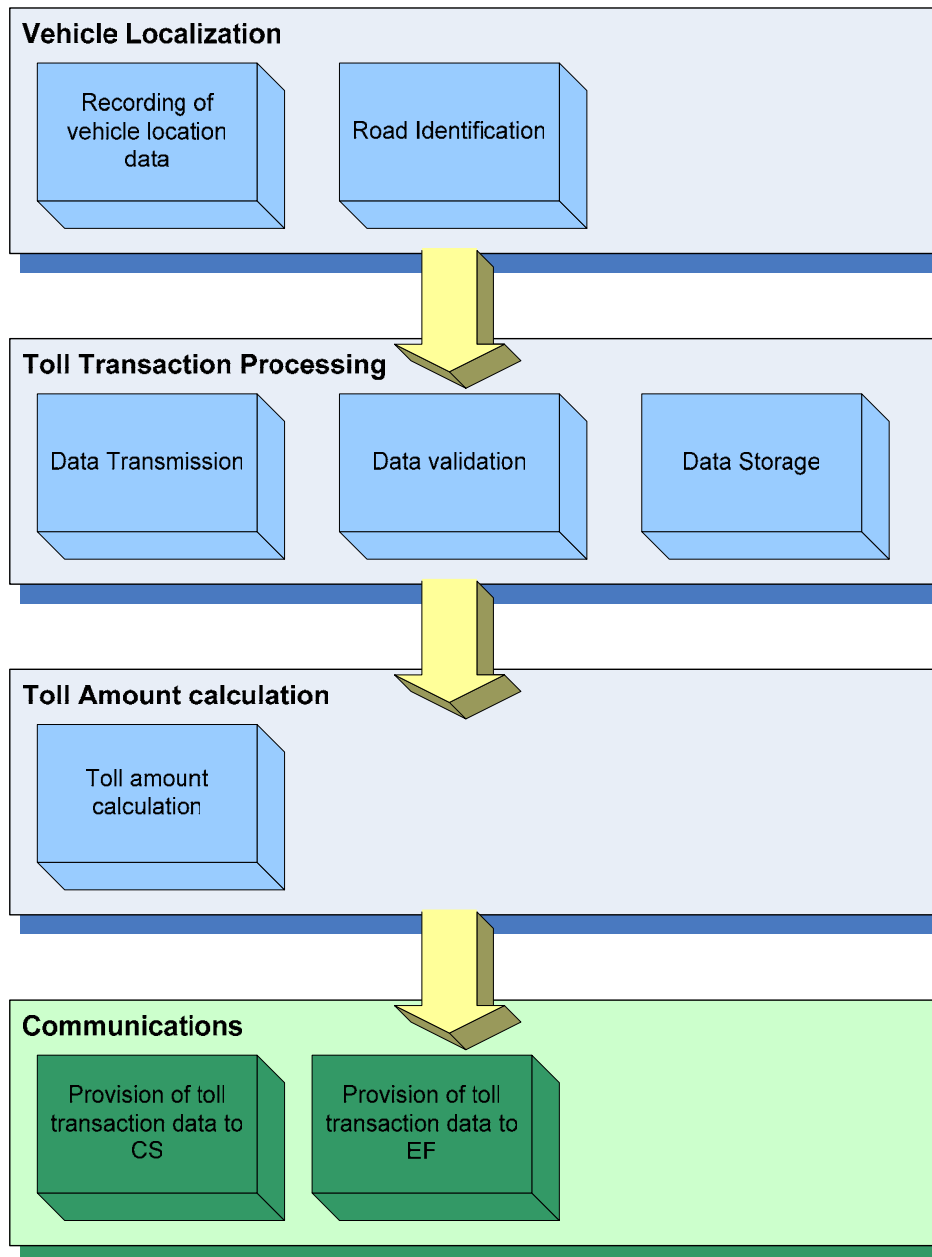 Vehicle Localization
Recording of
vehicle location
data
Road Identification
Toll Transaction Processing
Data Transmission
Data validation
Data Storage
Toll Amount calculation
Toll amount
calculation
Communications
Provision of toll
transaction data to
CS
Provision of toll
transaction data to
EF